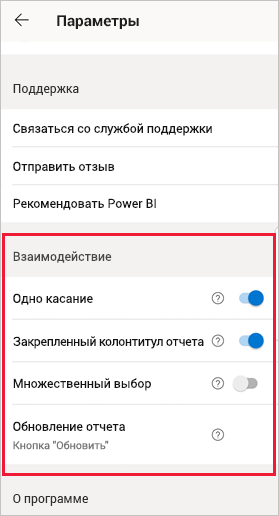 Параметры
Поддержка
Связаться со службой поддержки
Отправить отзыв
Рекомендовать Power BI
Взаимодействие
Одно касание
Закрепленный колонтитул отчета
Множественный выбор
Обновление отчета
Кнопка "Обновить"
О программе